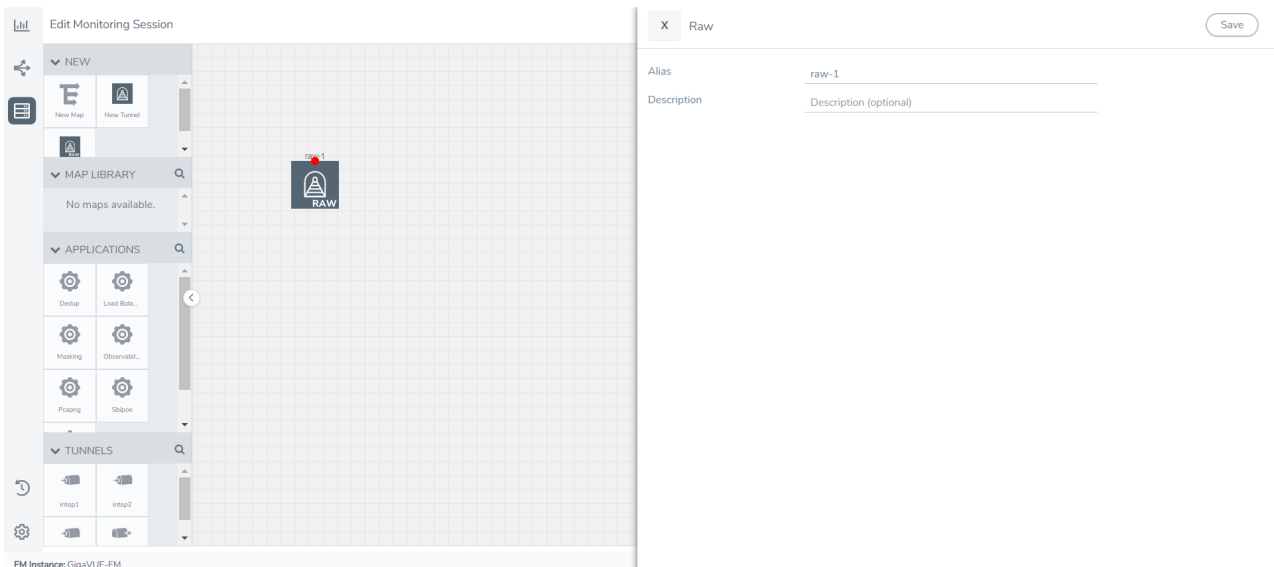 Edit Monitoring Session
NEW
New Map
New Tunnel
RAW
MAP LIBRARY
No maps available.
APPLICATIONS
Dedup
Load Bala...
Masking
Observabil...
Pcapng
Sbipoe
TUNNELS
intep1
intep2
FM Instance: GigaVUE-FM
raw-1
RAW
X Raw
Save
Alias
raw-1
Description
Description (optional)